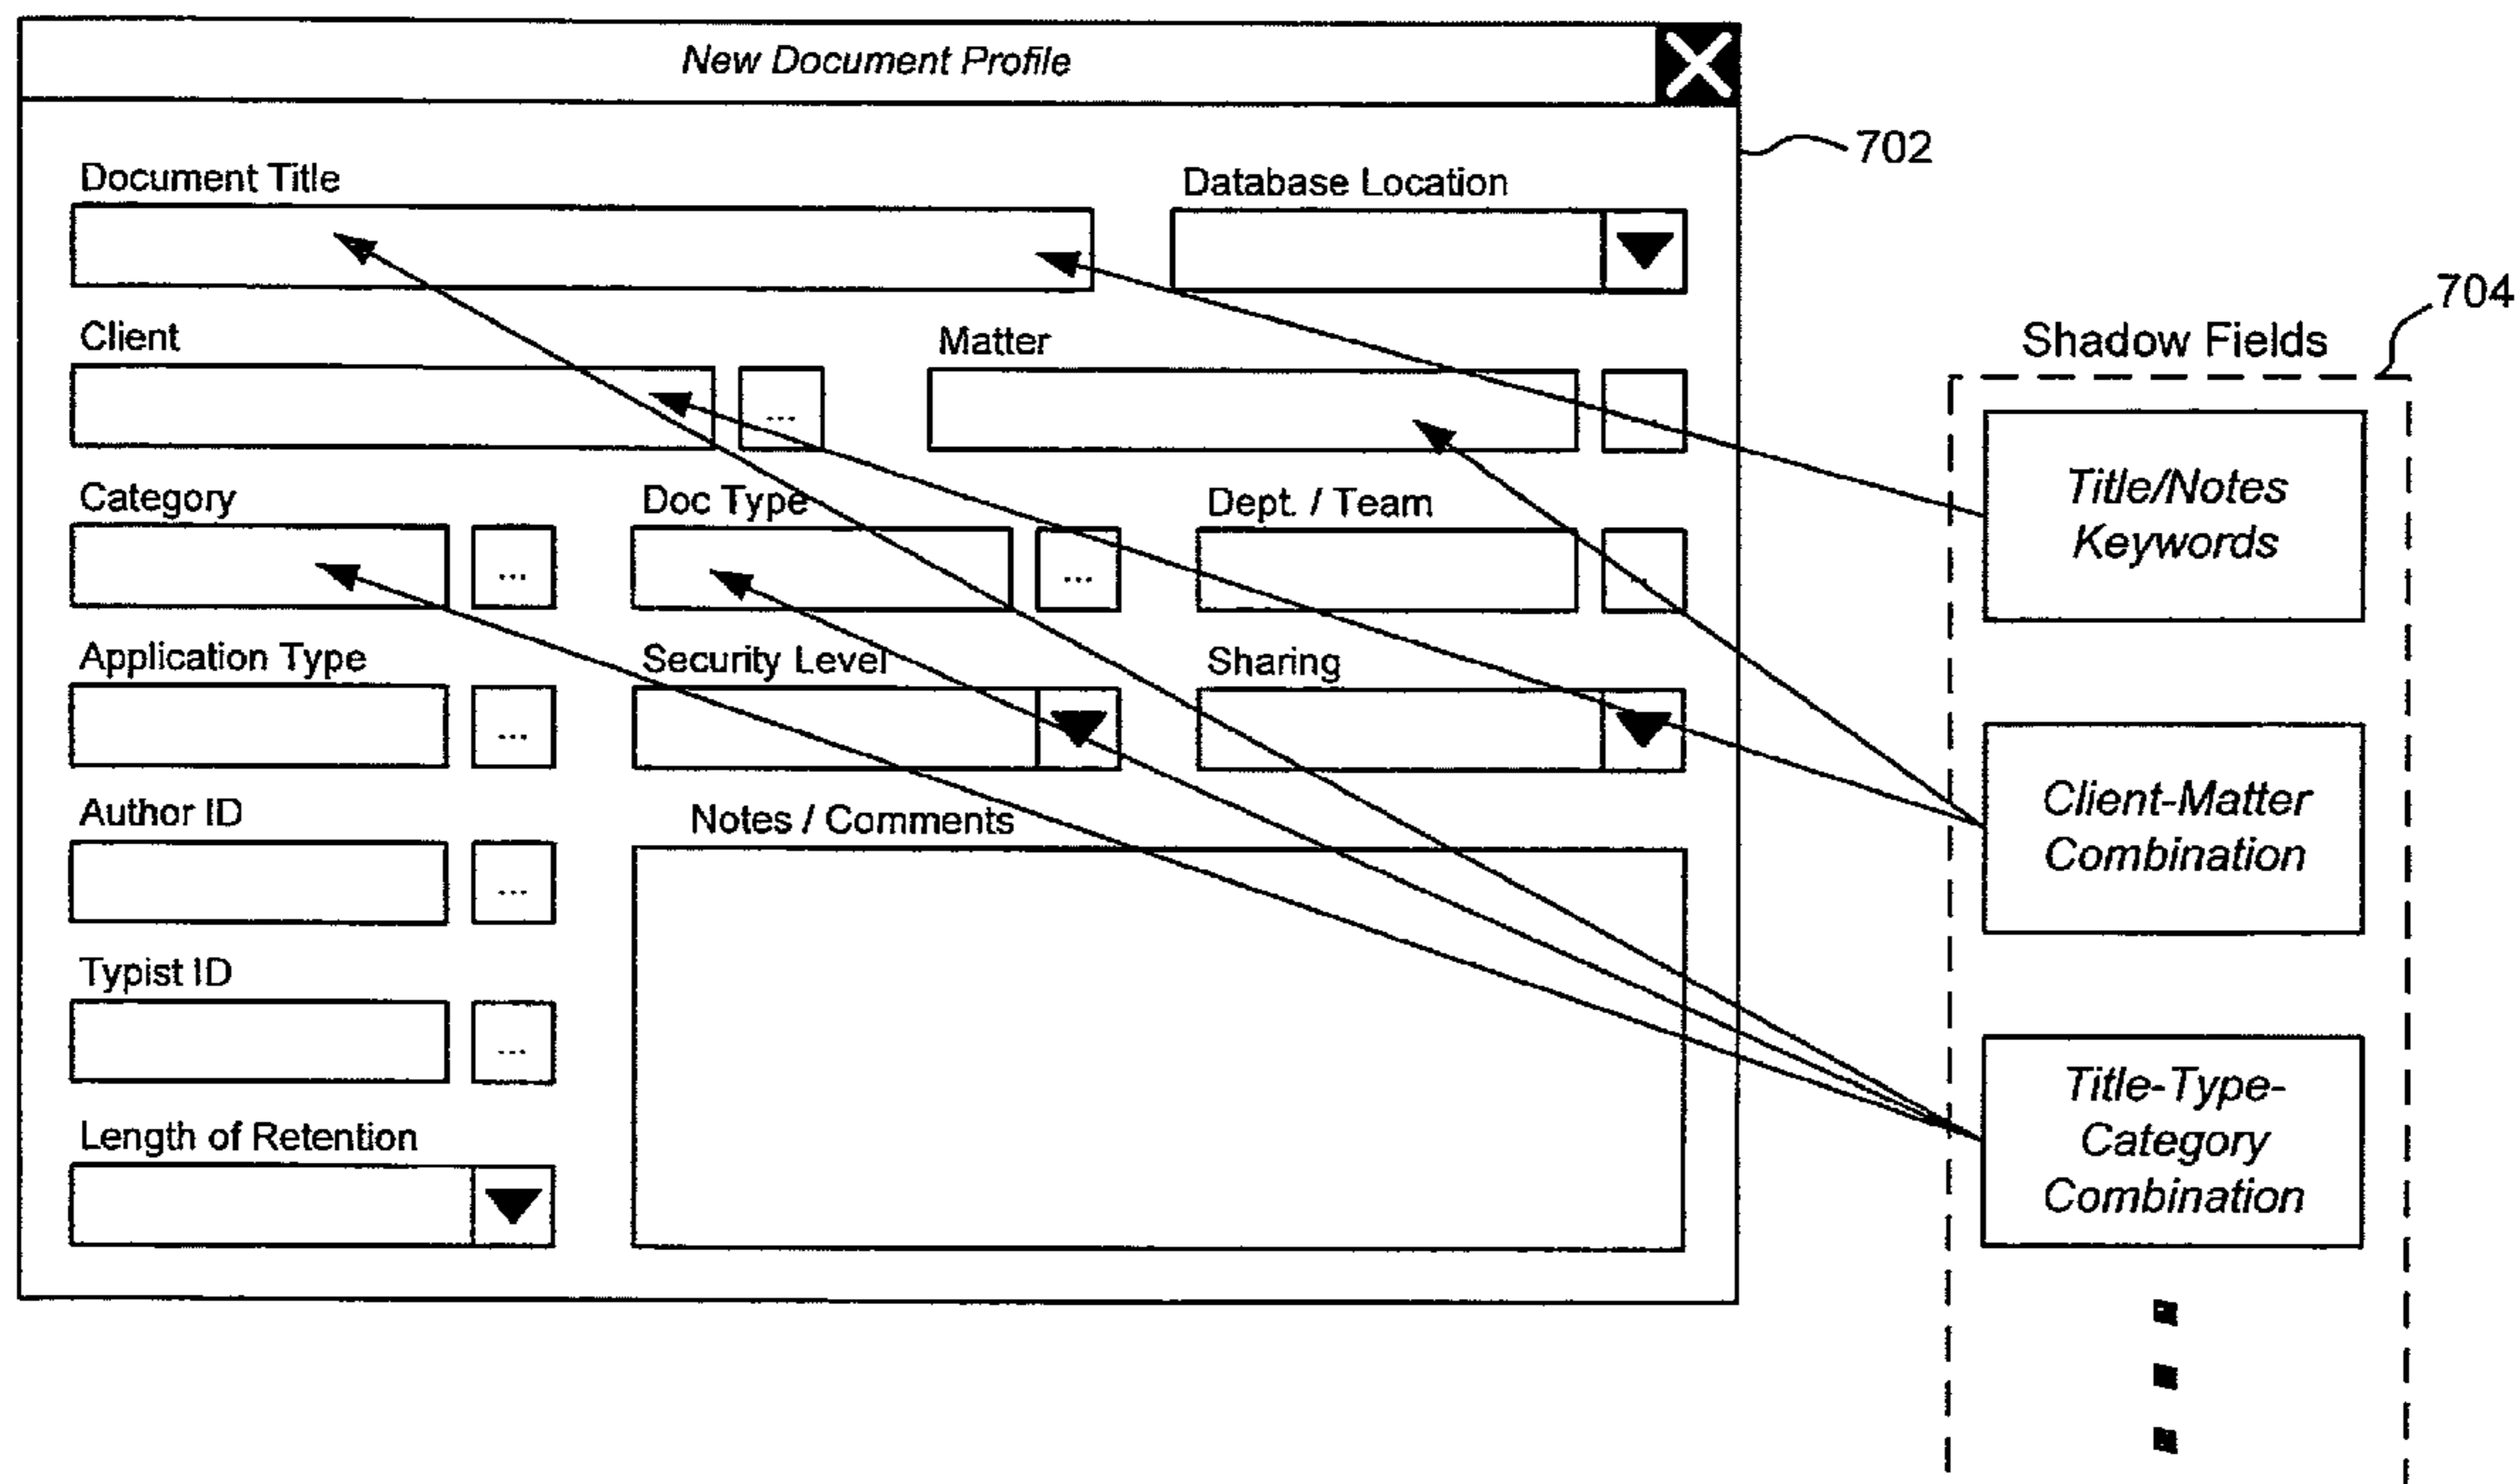 New Document Profile
702
Document Title
Database Location
704
Client
Matter
Shadow Fields
...
Title/Notes
Keywords
Category
Doc Type
Dept. / Team
...
...
Application Type
Security Level
Sharing
...
Client-Matter
Combination
Author ID
Notes / Comments
...
Typist ID
...
Title-Type-
Category
Combination
Length of Retention